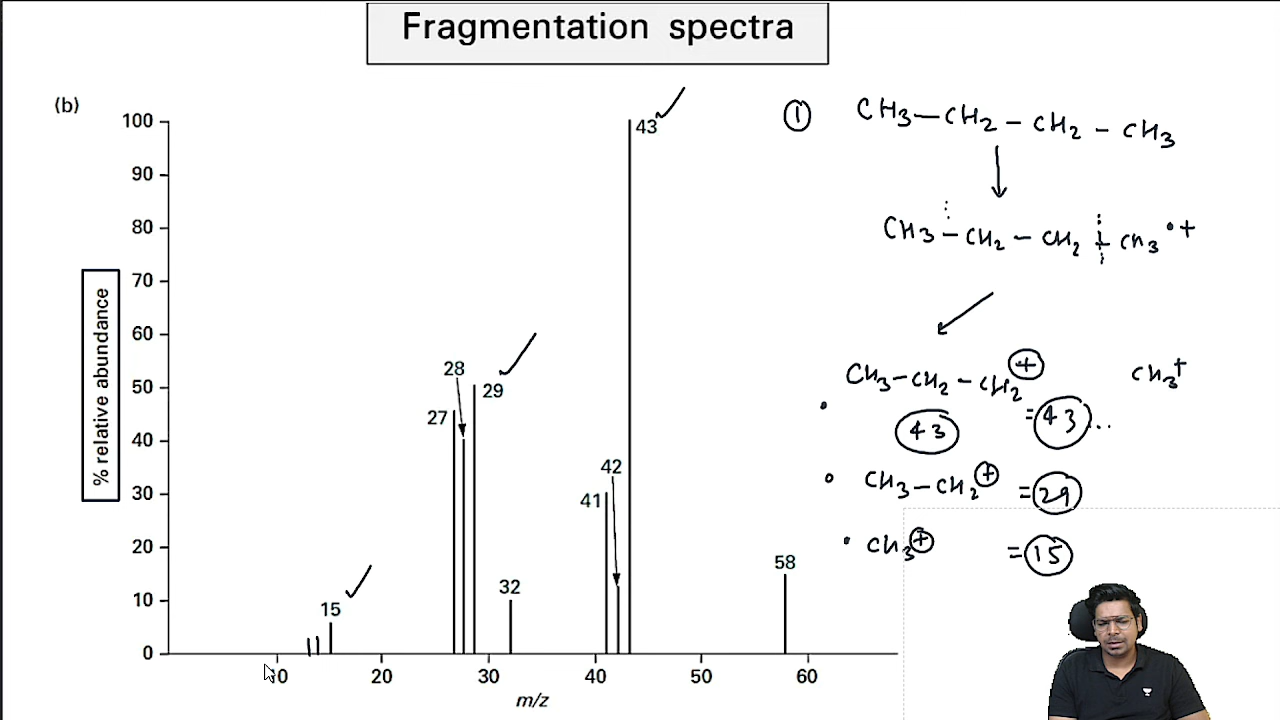 Fragmentation spectra
(b)
% relative abundance
100
90
80
70
60
50
40
30
20
10
0
43
28
29
27
42
41
32
15
58
10 20 30 40 50 60
m/z
① CH3—CH2—CH2—CH3
CH3—CH2—CH2—CH3•+
CH3—CH2—CH2⊕ CH3+
43 =43...
• CH3—CH2⊕ =29
• CH3⊕ =15